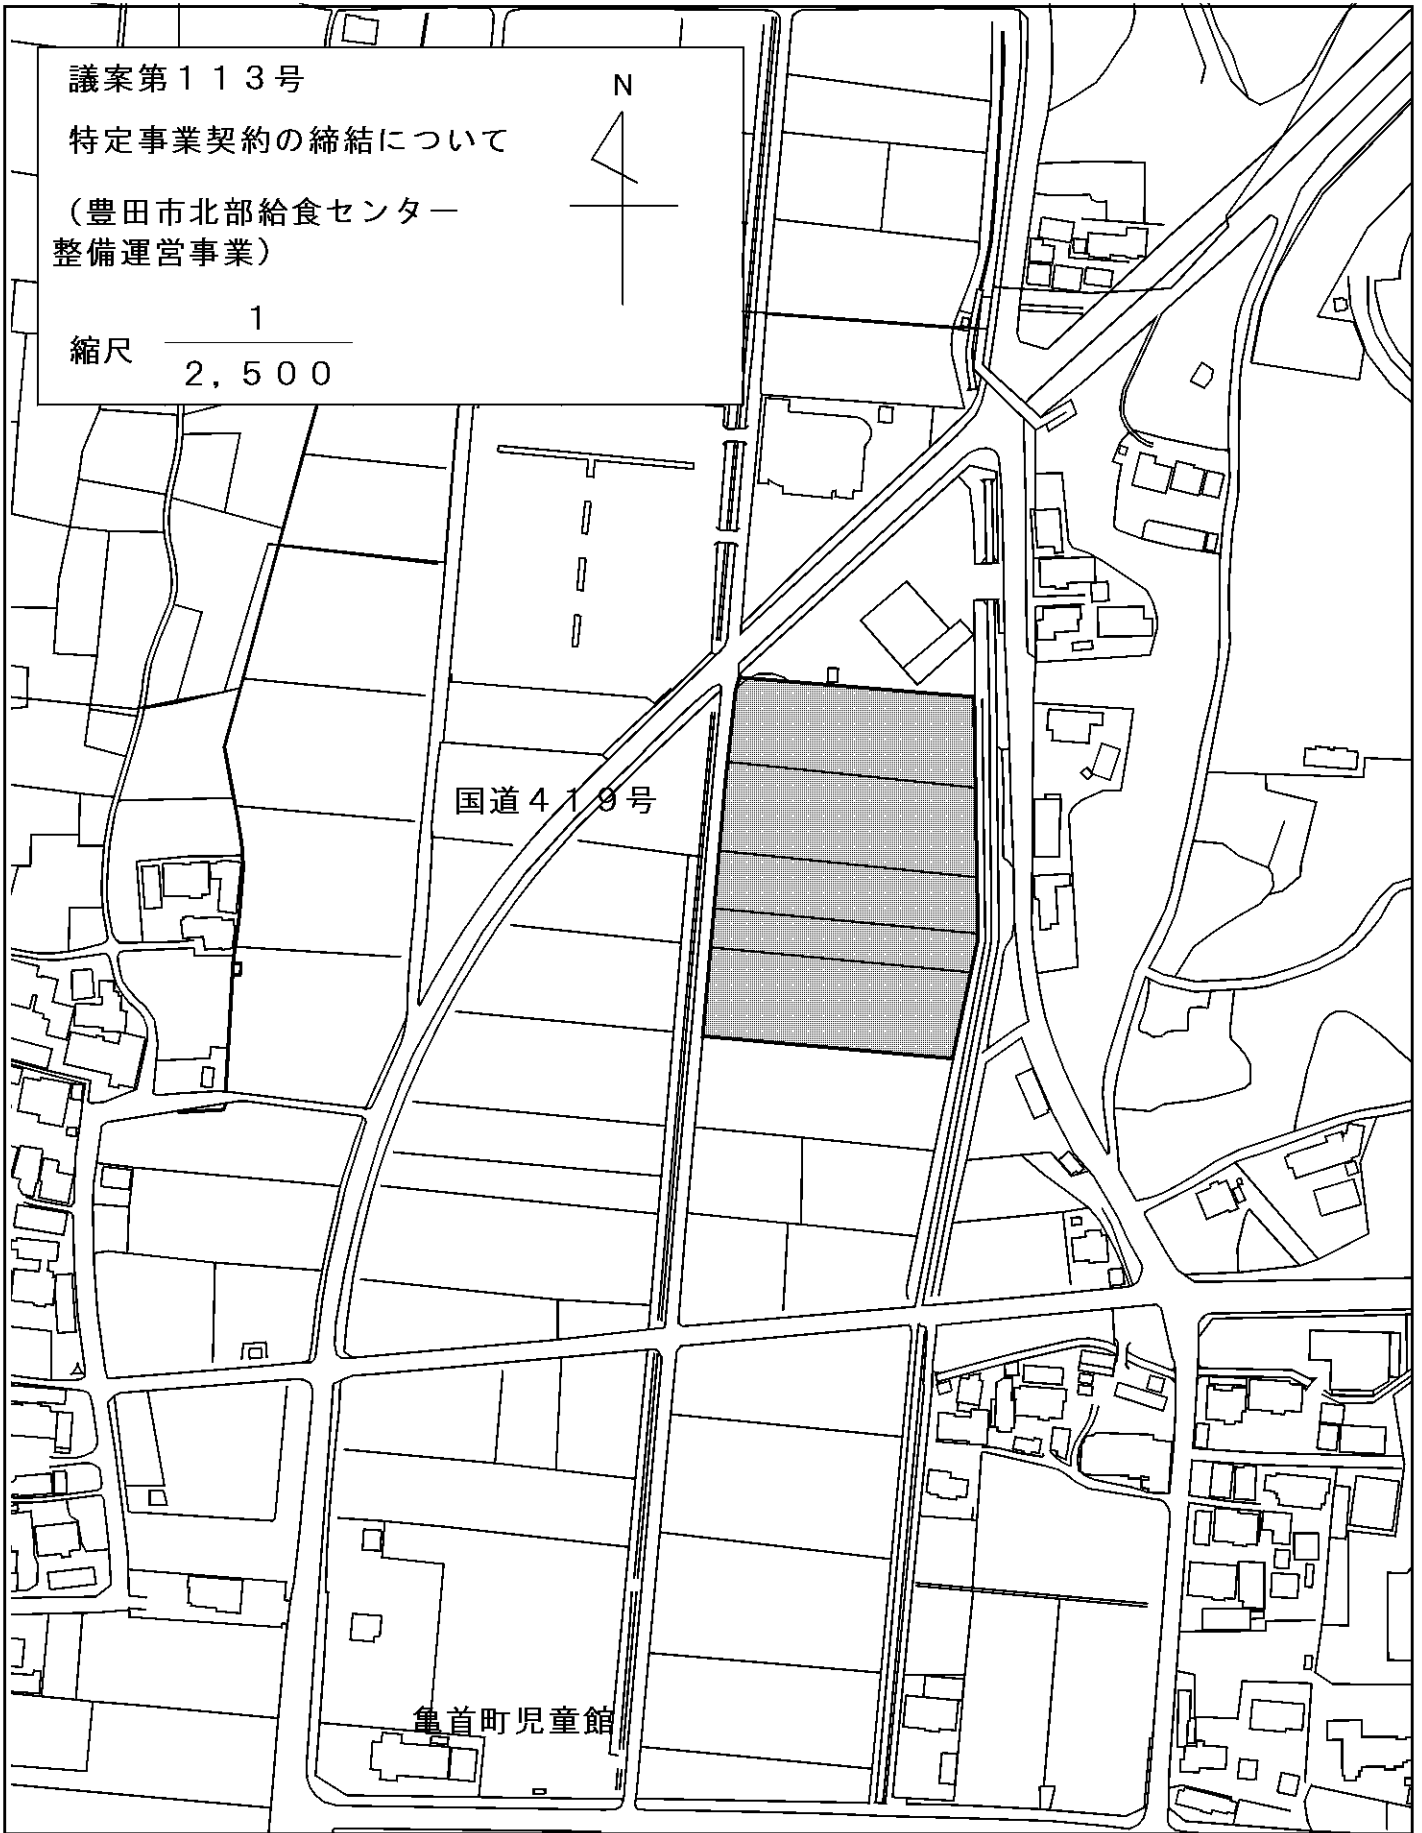 議案第１１３号
N
特定事業契約の締結について
（豊田市北部給食センター
整備運営事業）
縮尺 1
2,500
国道４１９号
亀首町児童館